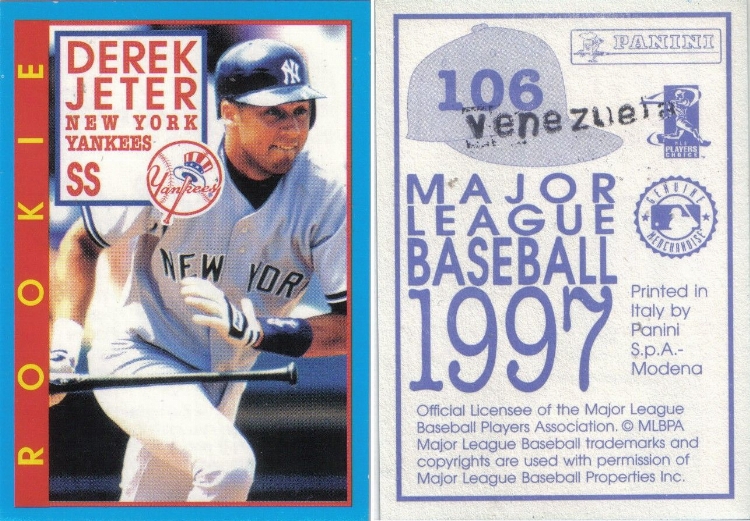 ROOKIE
DEREK
JETER
NEW YORK
YANKEES
SS
Yankees
NY
NEW YORK
PANINI
106
Venezuela
THE
PLAYERS
CHOICE
MAJOR
LEAGUE
BASEBALL
1997
GENUINE
MERCHANDISE
Printed in
Italy by
Panini
S.p.A.-
Modena
Official Licensee of the Major League
Baseball Players Association. © MLBPA
Major League Baseball trademarks and
copyrights are used with permission of
Major League Baseball Properties Inc.